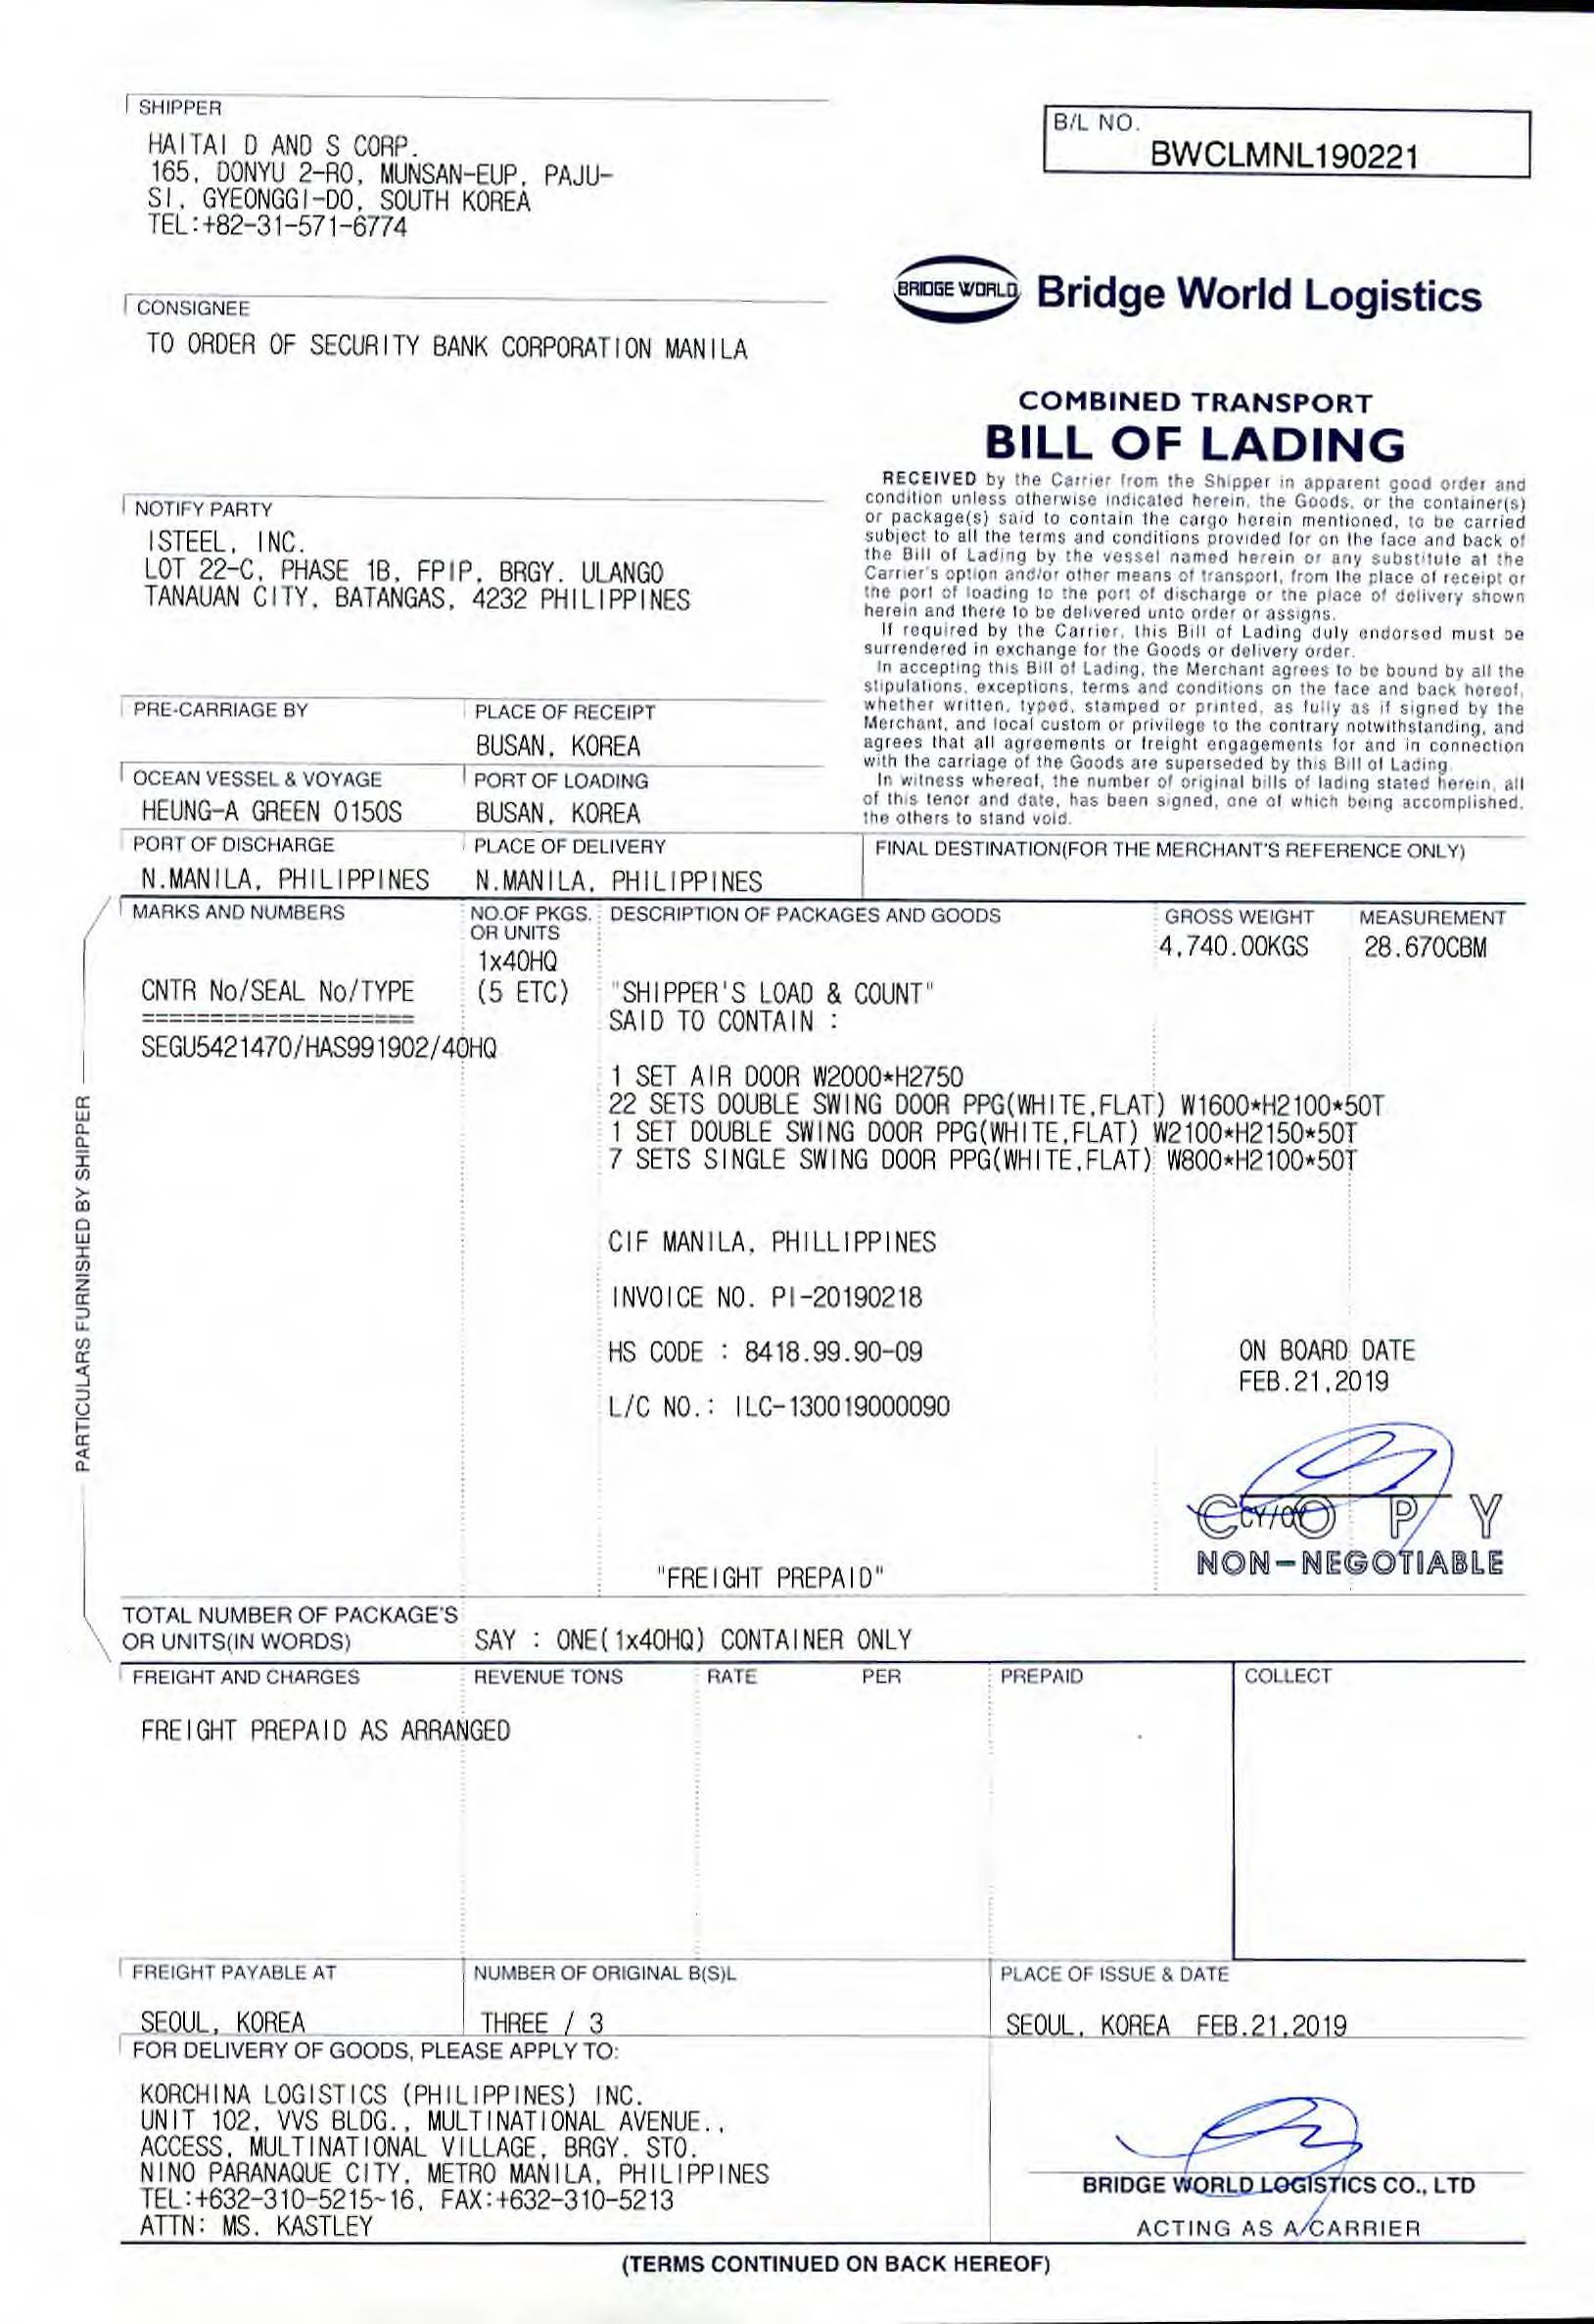 SHIPPER
HAITAI D AND S CORP.
165, DONYU 2-RO, MUNSAN-EUP, PAJU-
SI, GYEONGGI-DO, SOUTH KOREA
TEL:+82-31-571-6774
B/L NO.
BWCLMNL190221
CONSIGNEE
TO ORDER OF SECURITY BANK CORPORATION MANILA
BRIDGE WORLD
Bridge World Logistics
COMBINED TRANSPORT
BILL OF LADING
RECEIVED by the Carrier from the Shipper in apparent good order and
condition unless otherwise indicated herein, the Goods, or the container(s)
or package(s) said to contain the cargo herein mentioned, to be carried
subject to all the terms and conditions provided for on the face and back of
the Bill of Lading by the vessel named herein or any substitute at the
Carrier's option and/or other means of transport, from the place of receipt or
the port of loading to the port of discharge or the place of delivery shown
herein and there to be delivered unto order or assigns.
If required by the Carrier, this Bill of Lading duly endorsed must be
surrendered in exchange for the Goods or delivery order.
In accepting this Bill of Lading, the Merchant agrees to be bound by all the
stipulations, exceptions, terms and conditions on the face and back hereof,
whether written, typed, stamped or printed, as fully as if signed by the
Merchant, and local custom or privilege to the contrary notwithstanding, and
agrees that all agreements or freight engagements for and in connection
with the carriage of the Goods are superseded by this Bill of Lading.
In witness whereof, the number of original bills of lading stated herein, all
of this tenor and date, has been signed, one of which being accomplished,
the others to stand void.
NOTIFY PARTY
ISTEEL, INC.
LOT 22-C, PHASE 1B, FPIP, BRGY. ULANGO
TANAUAN CITY, BATANGAS, 4232 PHILIPPINES
PRE-CARRIAGE BY
PLACE OF RECEIPT
BUSAN, KOREA
OCEAN VESSEL & VOYAGE
PORT OF LOADING
HEUNG-A GREEN 0150S
BUSAN, KOREA
PORT OF DISCHARGE
PLACE OF DELIVERY
FINAL DESTINATION(FOR THE MERCHANT'S REFERENCE ONLY)
N.MANILA, PHILIPPINES
N.MANILA, PHILIPPINES
PARTICULARS FURNISHED BY SHIPPER
MARKS AND NUMBERS
NO.OF PKGS.
OR UNITS
DESCRIPTION OF PACKAGES AND GOODS
GROSS WEIGHT
MEASUREMENT
4,740.00KGS
28.670CBM
1x40HQ
CNTR No/SEAL No/TYPE
(5 ETC)
"SHIPPER'S LOAD & COUNT"
====================
SAID TO CONTAIN :
SEGU5421470/HAS991902/40HQ
1 SET AIR DOOR W2000*H2750
22 SETS DOUBLE SWING DOOR PPG(WHITE,FLAT) W1600*H2100*50T
1 SET DOUBLE SWING DOOR PPG(WHITE,FLAT) W2100*H2150*50T
7 SETS SINGLE SWING DOOR PPG(WHITE,FLAT) W800*H2100*50T
CIF MANILA, PHILLIPPINES
INVOICE NO. PI-20190218
HS CODE : 8418.99.90-09
L/C NO.: ILC-130019000090
ON BOARD DATE
FEB.21,2019
CY/CY
COPY
NON-NEGOTIABLE
"FREIGHT PREPAID"
TOTAL NUMBER OF PACKAGE'S
OR UNITS(IN WORDS)
SAY : ONE(1x40HQ) CONTAINER ONLY
FREIGHT AND CHARGES
REVENUE TONS
RATE
PER
PREPAID
COLLECT
FREIGHT PREPAID AS ARRANGED
FREIGHT PAYABLE AT
NUMBER OF ORIGINAL B(S)L
PLACE OF ISSUE & DATE
SEOUL, KOREA
THREE / 3
SEOUL, KOREA FEB.21,2019
FOR DELIVERY OF GOODS, PLEASE APPLY TO:
KORCHINA LOGISTICS (PHILIPPINES) INC.
UNIT 102, VVS BLDG., MULTINATIONAL AVENUE.,
ACCESS, MULTINATIONAL VILLAGE, BRGY. STO.
NINO PARANAQUE CITY, METRO MANILA, PHILIPPINES
TEL:+632-310-5215~16, FAX:+632-310-5213
ATTN: MS. KASTLEY
BRIDGE WORLD LOGISTICS CO., LTD
ACTING AS A CARRIER
(TERMS CONTINUED ON BACK HEREOF)